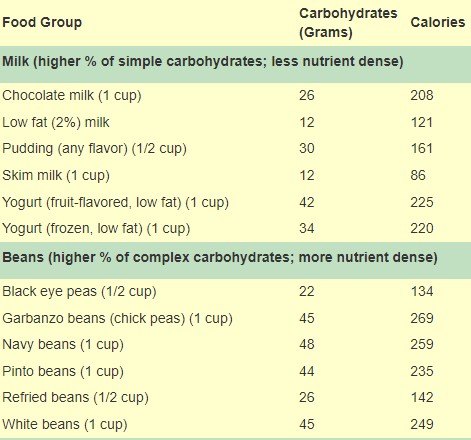 Food Group Carbohydrates (Grams) Calories
Milk (higher % of simple carbohydrates; less nutrient dense)
Chocolate milk (1 cup) 26 208
Low fat (2%) milk 12 121
Pudding (any flavor) (1/2 cup) 30 161
Skim milk (1 cup) 12 86
Yogurt (fruit-flavored, low fat) (1 cup) 42 225
Yogurt (frozen, low fat) (1 cup) 34 220
Beans (higher % of complex carbohydrates; more nutrient dense)
Black eye peas (1/2 cup) 22 134
Garbanzo beans (chick peas) (1 cup) 45 269
Navy beans (1 cup) 48 259
Pinto beans (1 cup) 44 235
Refried beans (1/2 cup) 26 142
White beans (1 cup) 45 249